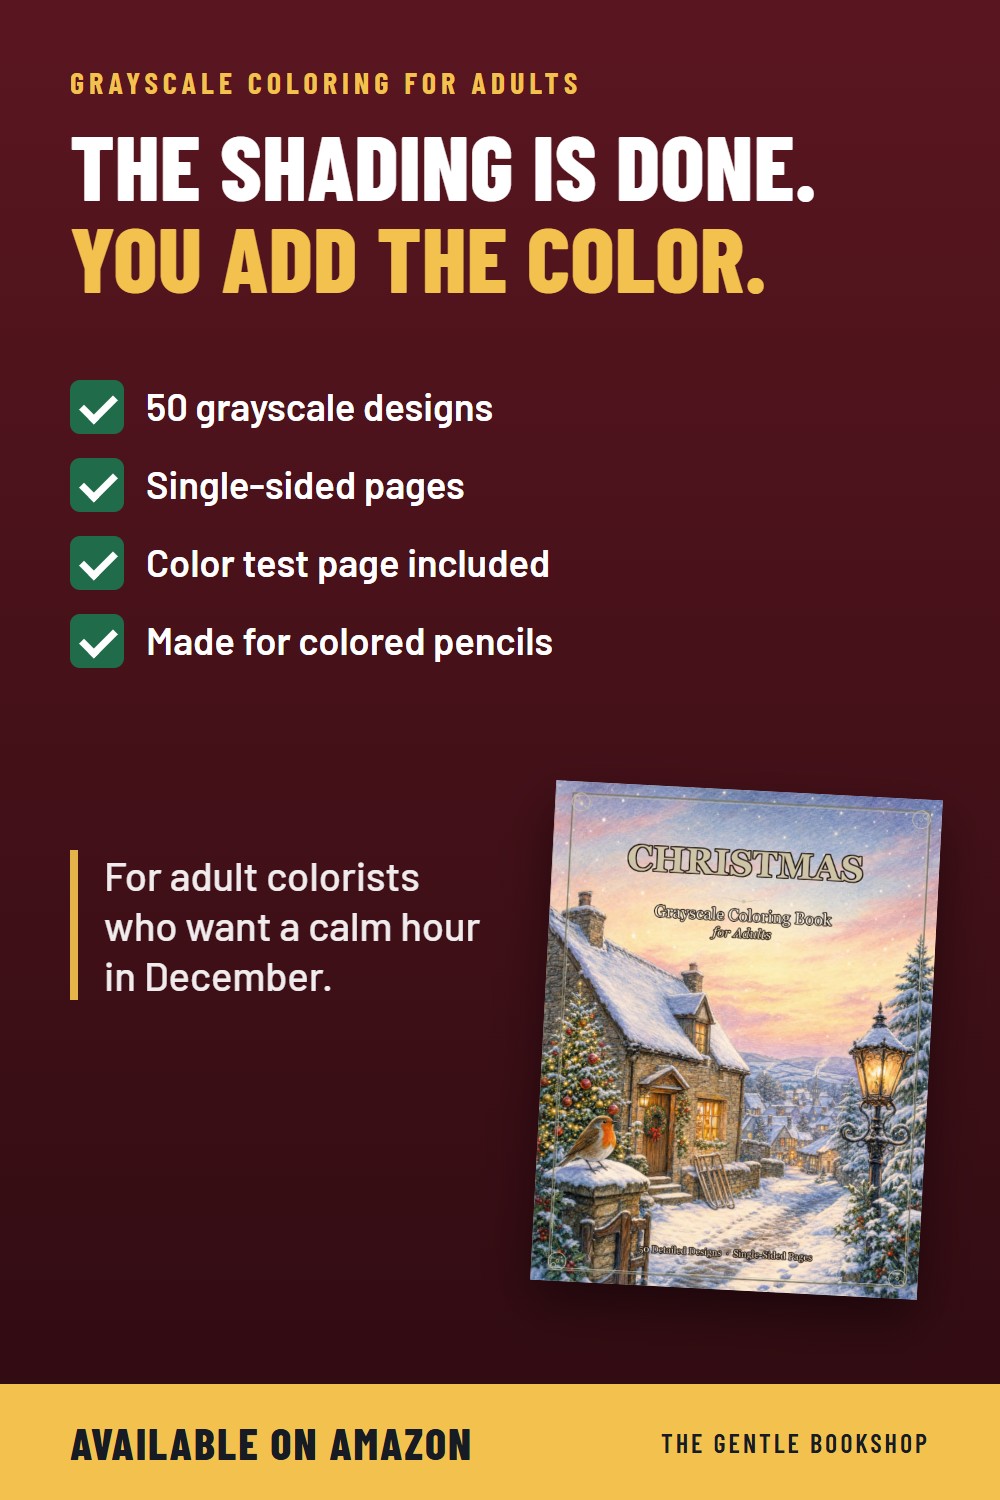 GRAYSCALE COLORING FOR ADULTS
THE SHADING IS DONE.
YOU ADD THE COLOR.
50 grayscale designs
Single-sided pages
Color test page included
Made for colored pencils
For adult colorists
who want a calm hour
in December.
CHRISTMAS
Grayscale Coloring Book
for Adults
50 Detailed Designs • Single-Sided Pages
AVAILABLE ON AMAZON
THE GENTLE BOOKSHOP